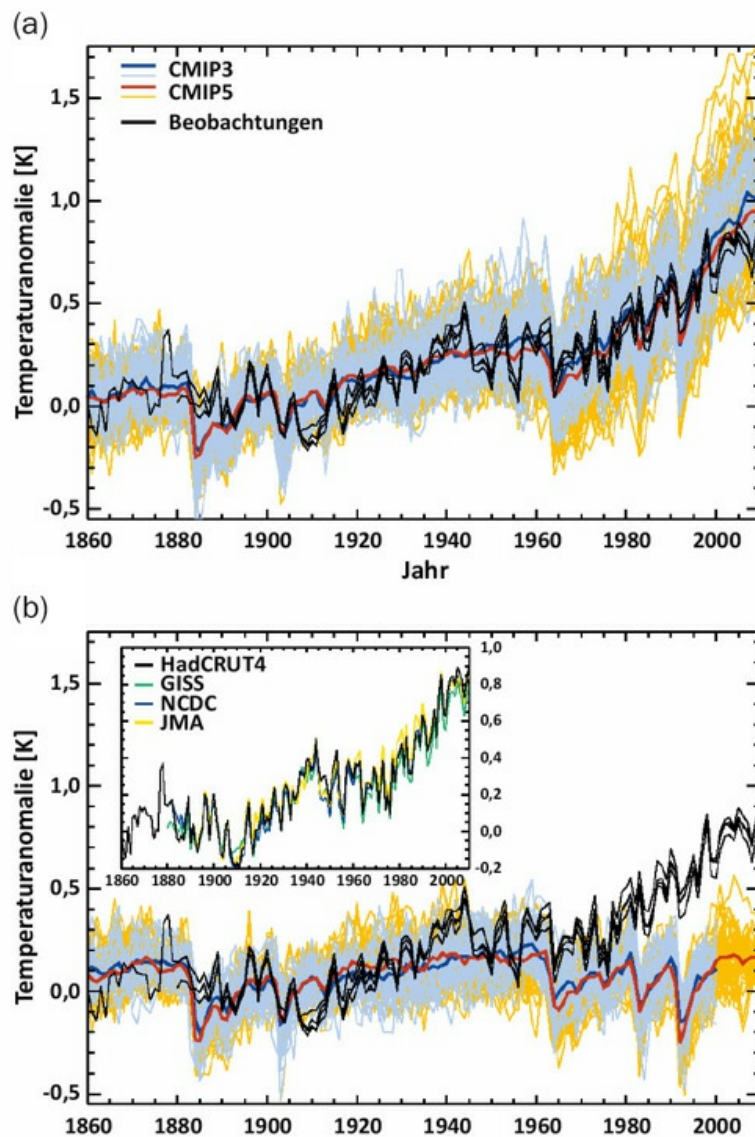 (a)
CMIP3
CMIP5
Beobachtungen
Temperaturanomalie [K]
1,5
1,0
0,5
0,0
-0,5
1860 1880 1900 1920 1940 1960 1980 2000
Jahr
(b)
HadCRUT4
GISS
NCDC
JMA
1,0
0,8
0,6
0,4
0,2
0,0
-0,2
1860 1880 1900 1920 1940 1960 1980 2000
Temperaturanomalie [K]
1,5
1,0
0,5
0,0
-0,5
1860 1880 1900 1920 1940 1960 1980 2000